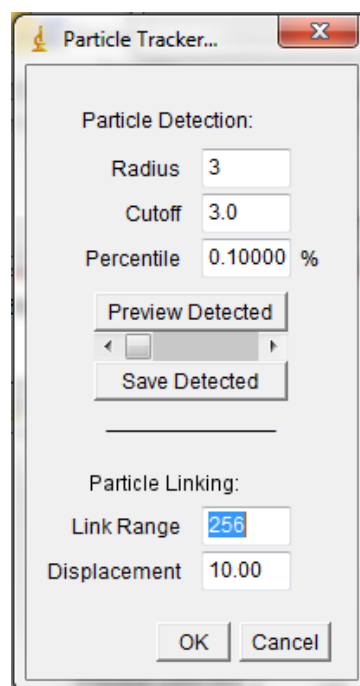 Particle Tracker...
Particle Detection:
Radius 3
Cutoff 3.0
Percentile 0.10000 %
Preview Detected
Save Detected
Particle Linking:
Link Range 256
Displacement 10.00
OK Cancel